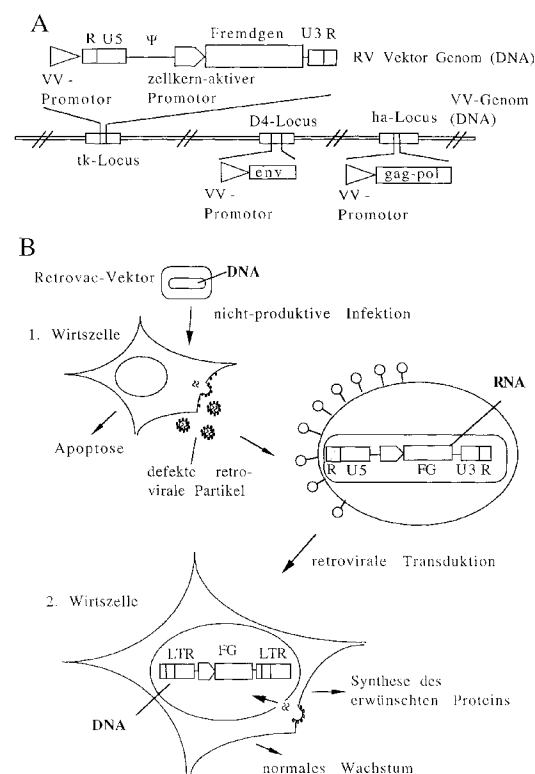 A
R U5 Ψ Fremdgen U3 R
RV Vektor Genom (DNA)
VV-
Promotor
zellkern-aktiver
Promotor
D4-Locus
ha-Locus
VV-Genom
(DNA)
tk-Locus
env
gag-pol
VV-
Promotor
VV-
Promotor
B
Retrovac-Vektor
DNA
nicht-produktive Infektion
1. Wirtszelle
Apoptose
defekte retro-
virale Partikel
RNA
R U5 FG U3 R
retrovirale Transduktion
2. Wirtszelle
LTR FG LTR
DNA
Synthese des
erwünschten Proteins
normales Wachstum